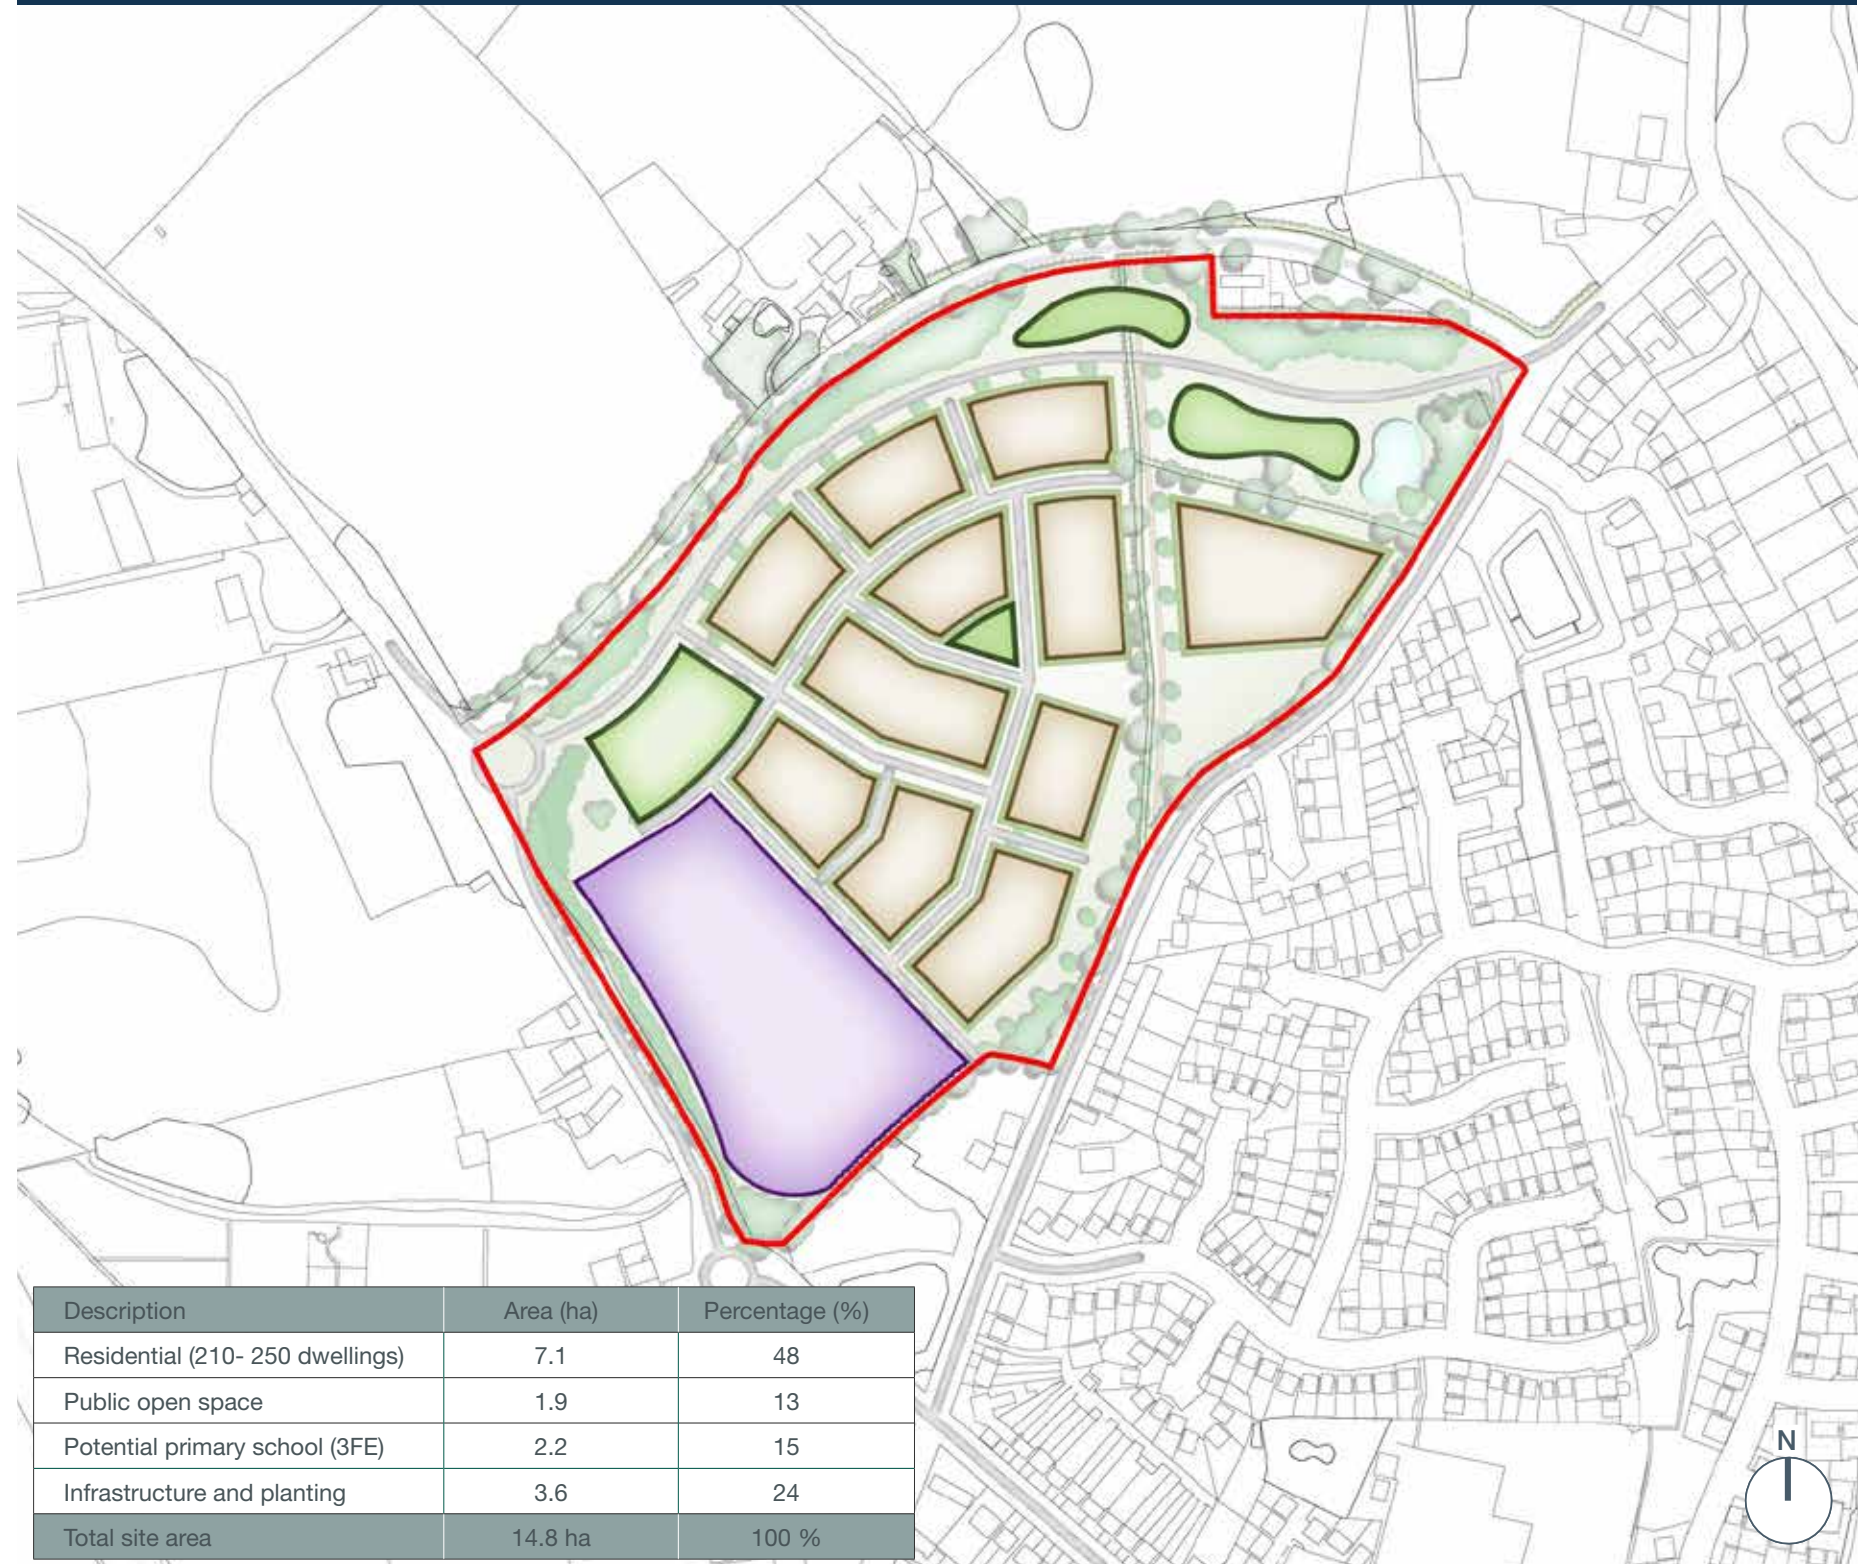 N
Description Area (ha) Percentage (%)
Residential (210- 250 dwellings) 7.1 48
Public open space 1.9 13
Potential primary school (3FE) 2.2 15
Infrastructure and planting 3.6 24
Total site area 14.8 ha 100 %